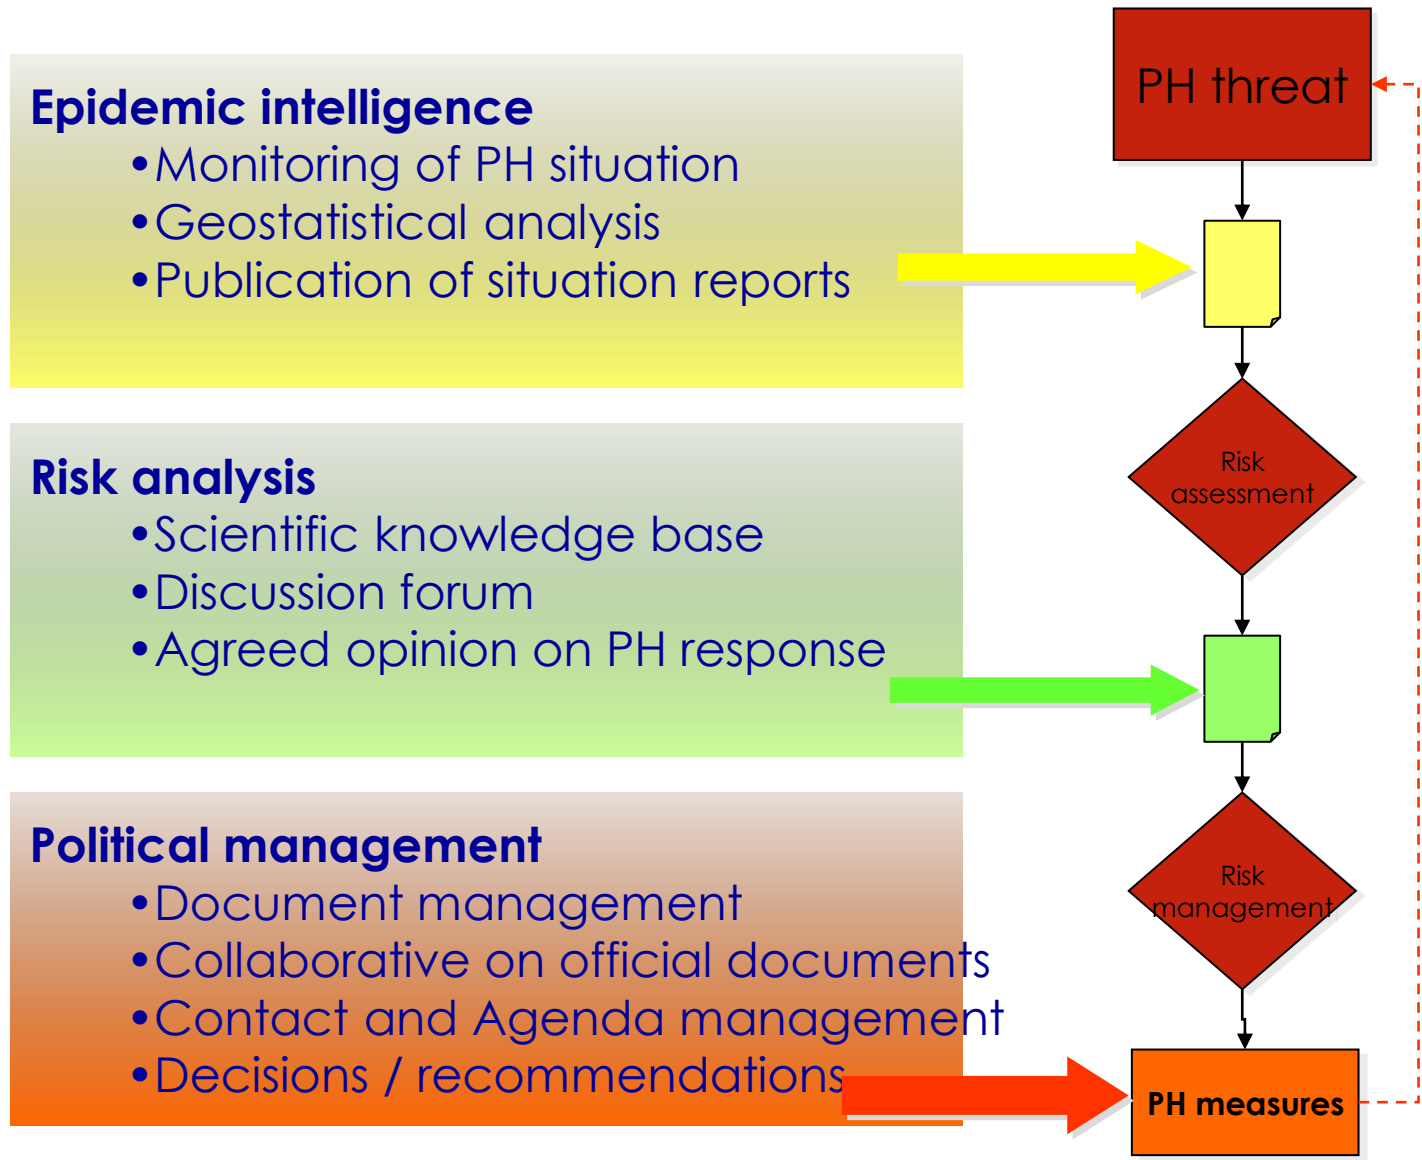 Epidemic intelligence
•Monitoring of PH situation
•Geostatistical analysis
•Publication of situation reports
Risk analysis
•Scientific knowledge base
•Discussion forum
•Agreed opinion on PH response
Political management
•Document management
•Collaborative on official documents
•Contact and Agenda management
•Decisions / recommendations
PH threat
Risk
assessment
Risk
management
PH measures